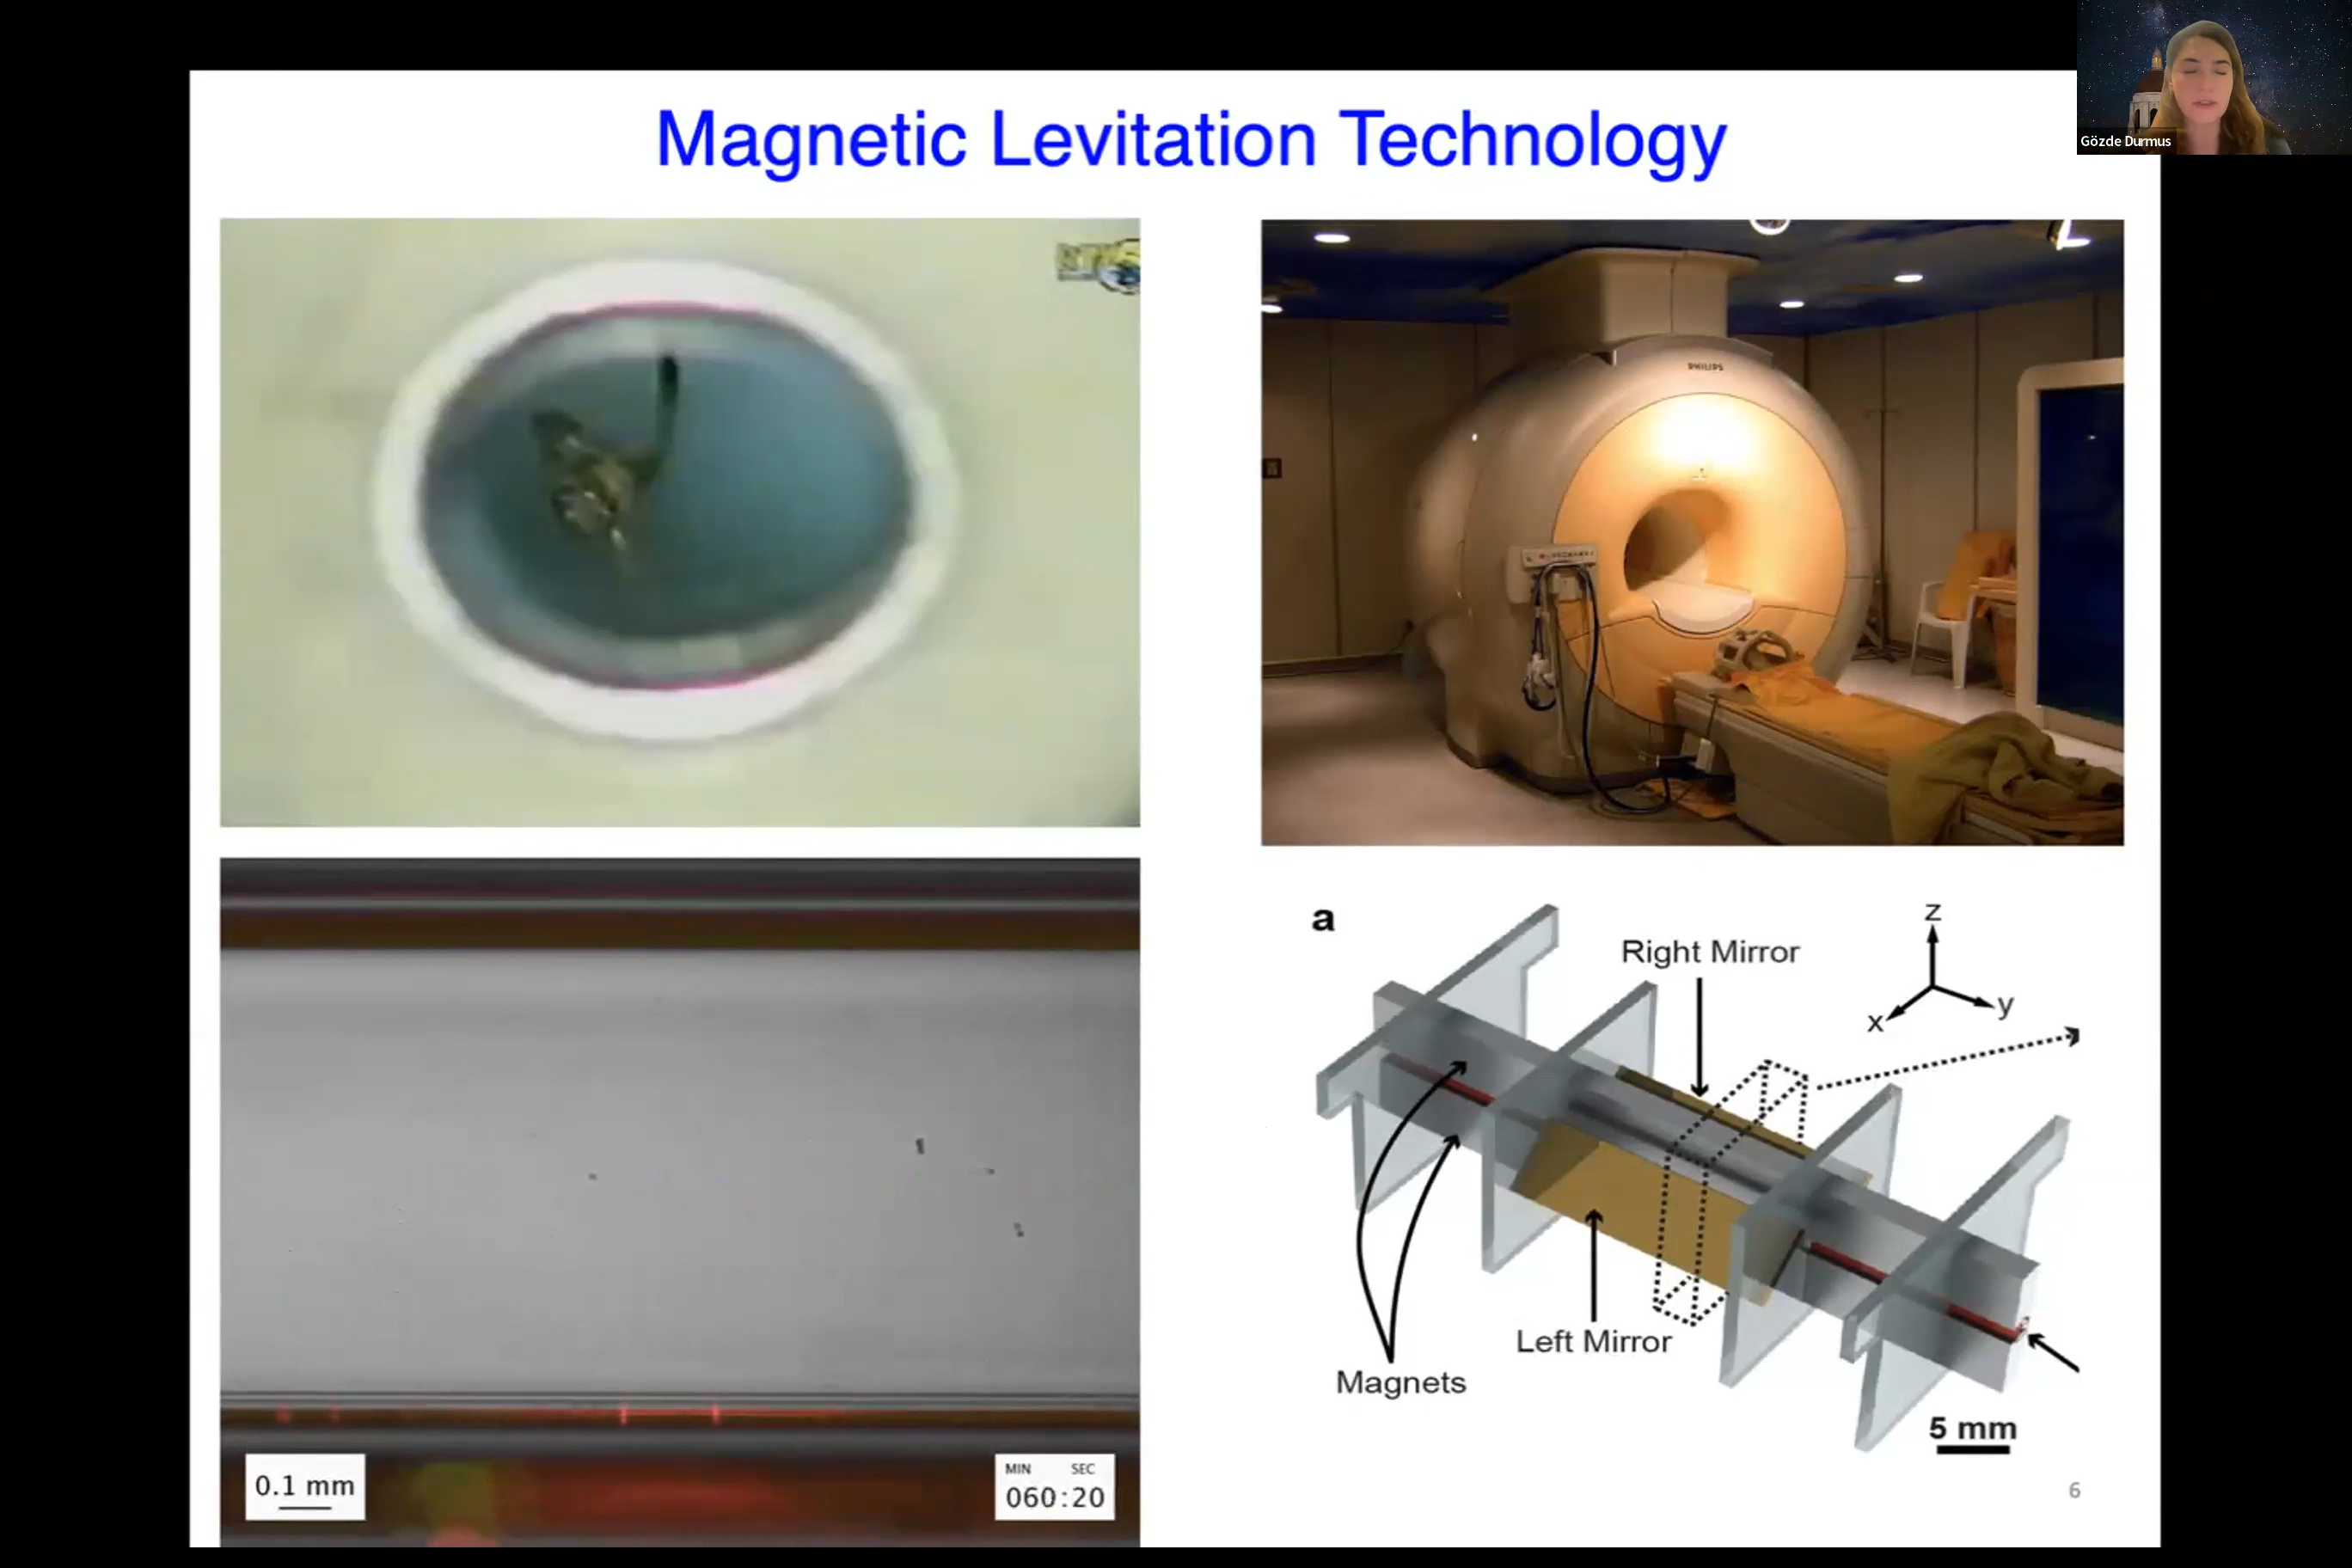 Gözde Durmus
Magnetic Levitation Technology
PHILIPS
a
Right Mirror
z
y
x
Left Mirror
Magnets
5 mm
0.1 mm
MIN SEC
060:20
6